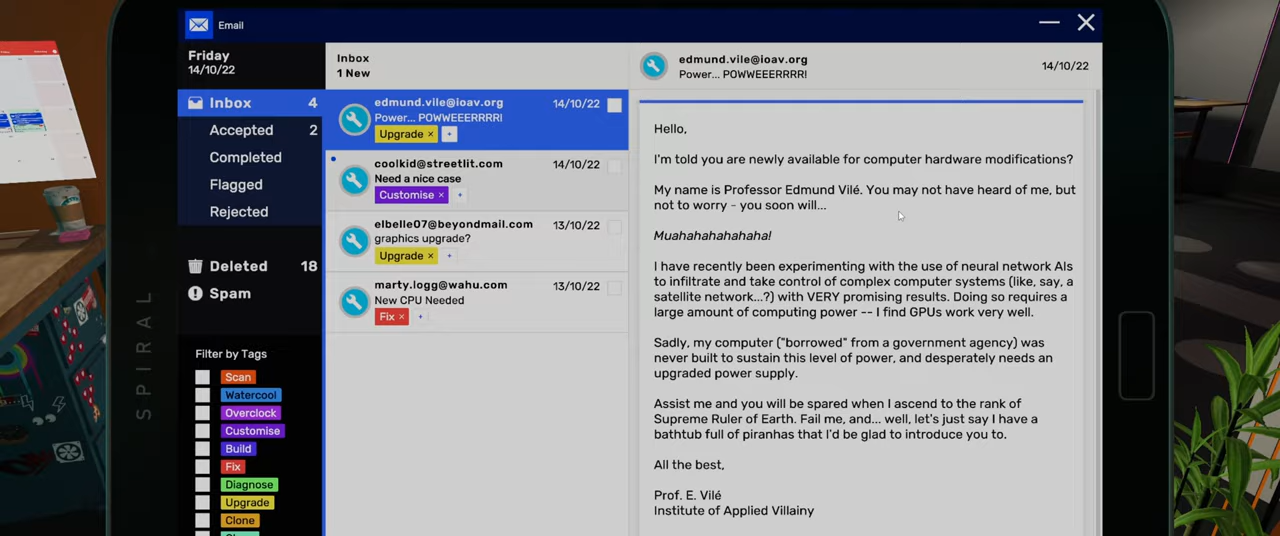 Email
Friday
14/10/22
Inbox 4
Accepted 2
Completed
Flagged
Rejected
Deleted 18
Spam
Filter by Tags
Scan
Watercool
Overclock
Customise
Build
Fix
Diagnose
Upgrade
Clone
Inbox
1 New
edmund.vile@ioav.org 14/10/22
Power... POWWEEERRRR!
Upgrade × +
coolkid@streetlit.com 14/10/22
Need a nice case
Customise × +
elbelle07@beyondmail.com 13/10/22
graphics upgrade?
Upgrade × +
marty.logg@wahu.com 13/10/22
New CPU Needed
Fix × +
edmund.vile@ioav.org 14/10/22
Power... POWWEEERRRR!
Hello,
I'm told you are newly available for computer hardware modifications?
My name is Professor Edmund Vilé. You may not have heard of me, but
not to worry - you soon will...
Muahahahahahaha!
I have recently been experimenting with the use of neural network AIs
to infiltrate and take control of complex computer systems (like, say, a
satellite network...?) with VERY promising results. Doing so requires a
large amount of computing power -- I find GPUs work very well.
Sadly, my computer ("borrowed" from a government agency) was
never built to sustain this level of power, and desperately needs an
upgraded power supply.
Assist me and you will be spared when I ascend to the rank of
Supreme Ruler of Earth. Fail me, and... well, let's just say I have a
bathtub full of piranhas that I'd be glad to introduce you to.
All the best,
Prof. E. Vilé
Institute of Applied Villainy
SPIRAL